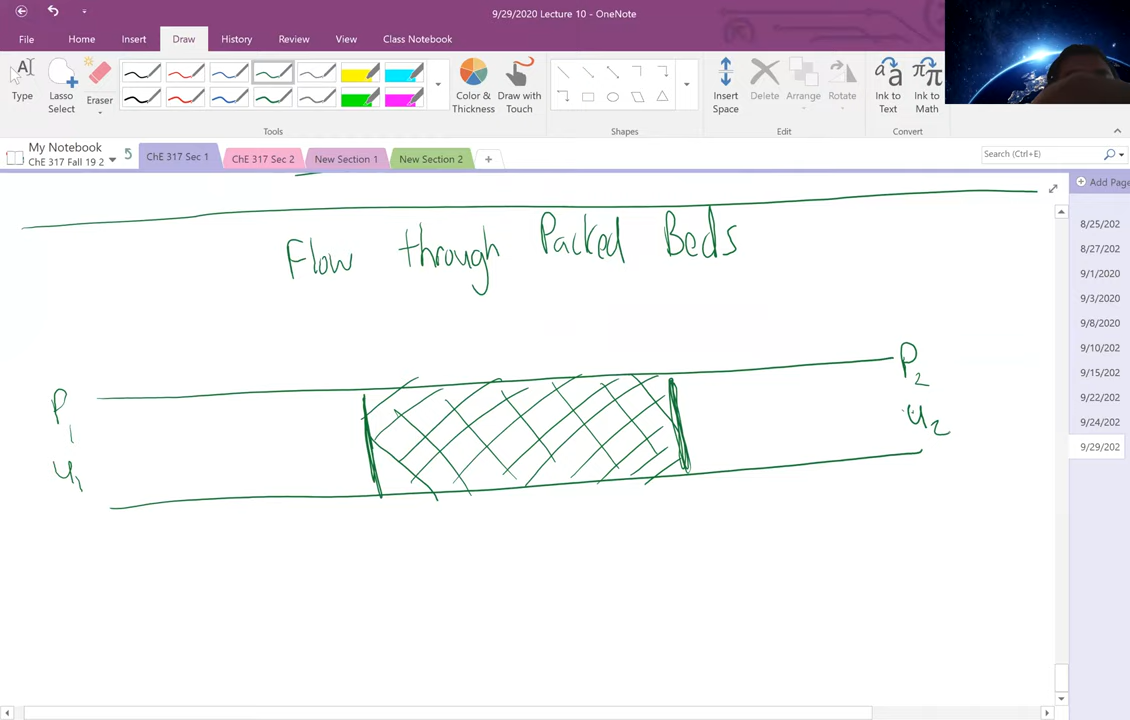 9/29/2020 Lecture 10 - OneNote
File Home Insert Draw History Review View Class Notebook
Type
Lasso Select
Eraser
Color & Thickness
Draw with Touch
Insert Space
Delete
Arrange
Rotate
Ink to Text
Ink to Math
Tools Shapes Edit Convert
My Notebook
ChE 317 Fall 19 2
ChE 317 Sec 1 ChE 317 Sec 2 New Section 1 New Section 2 +
Search (Ctrl+E)
Add Page
8/25/202
8/27/202
9/1/2020
9/3/2020
9/8/2020
9/10/202
9/15/202
9/22/202
9/24/202
9/29/202
Flow through Packed Beds
P1
u1
P2
u2